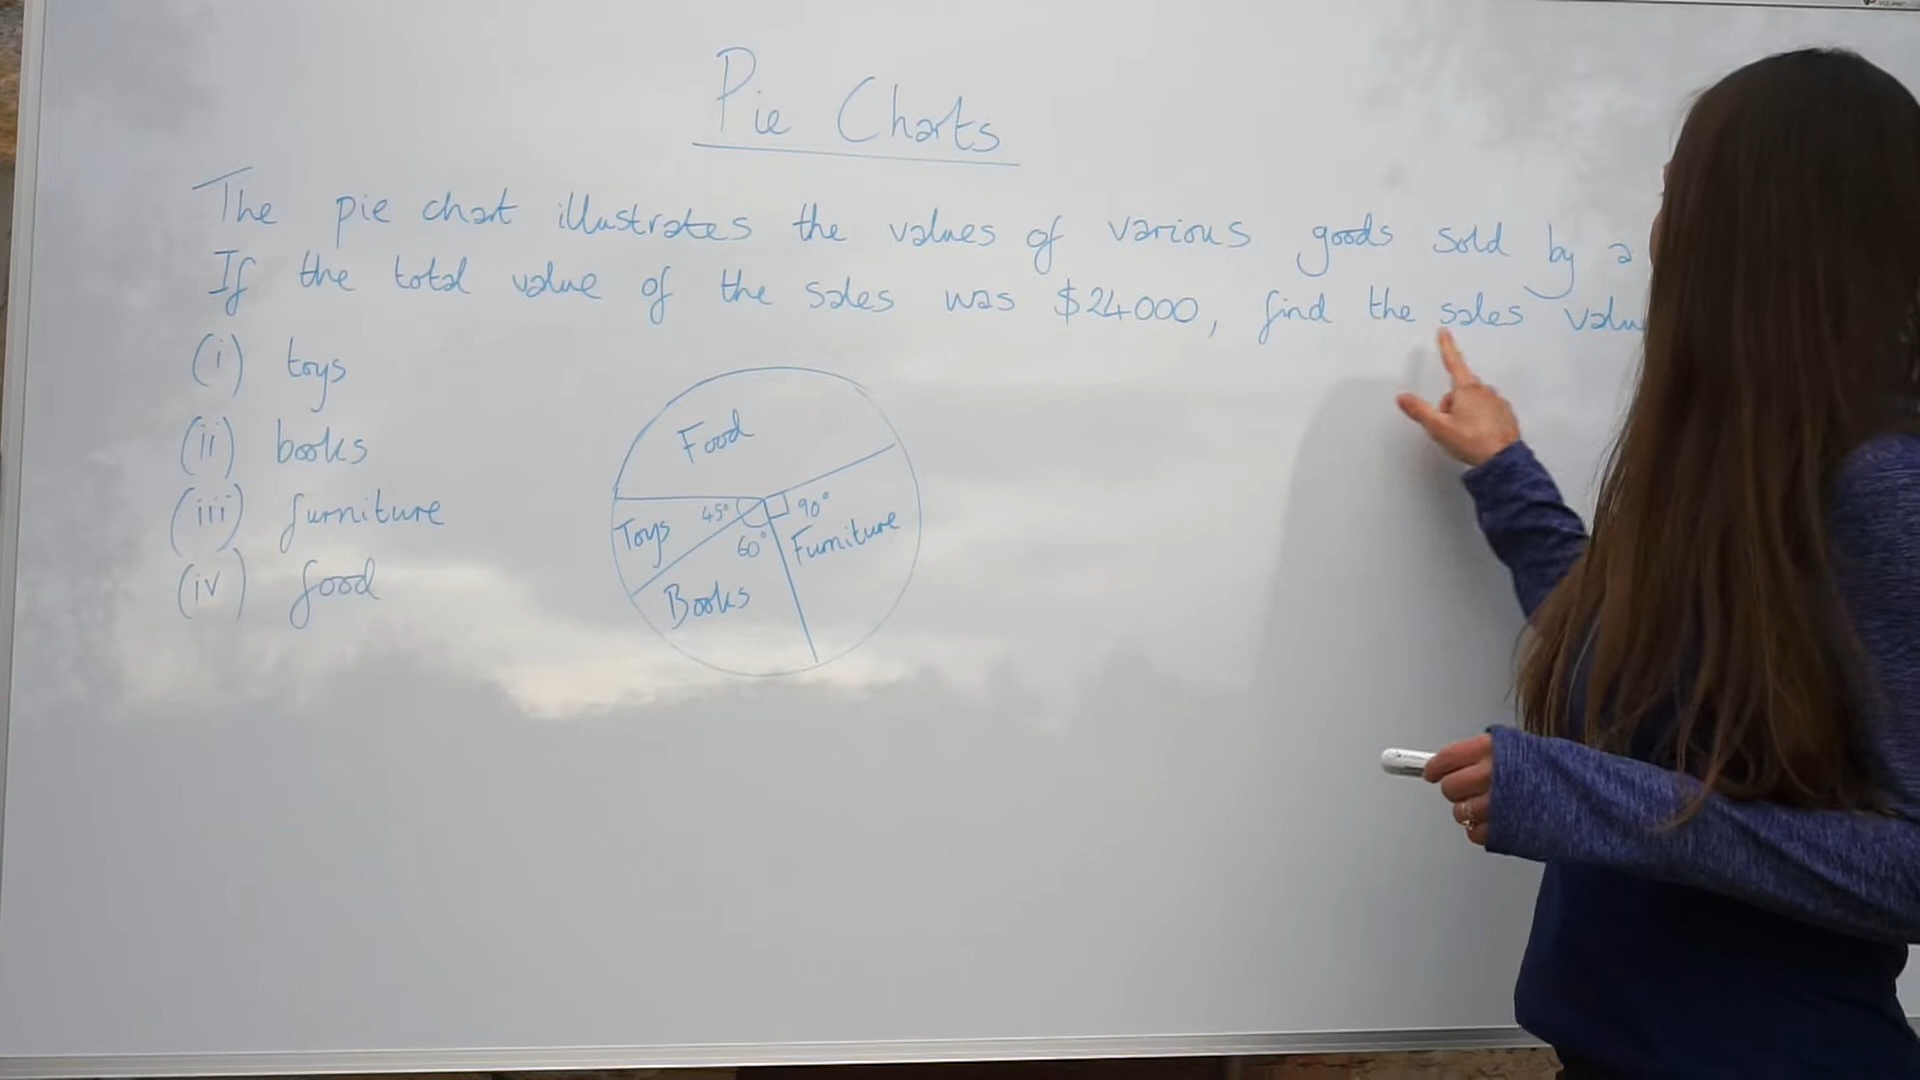 Pie Charts
The pie chart illustrates the values of various goods sold by a
If the total value of the sales was $24000, find the sales valu
(i) toys
(ii) books
(iii) furniture
(iv) food
Food
Toys 45° 90°
60° Furniture
Books